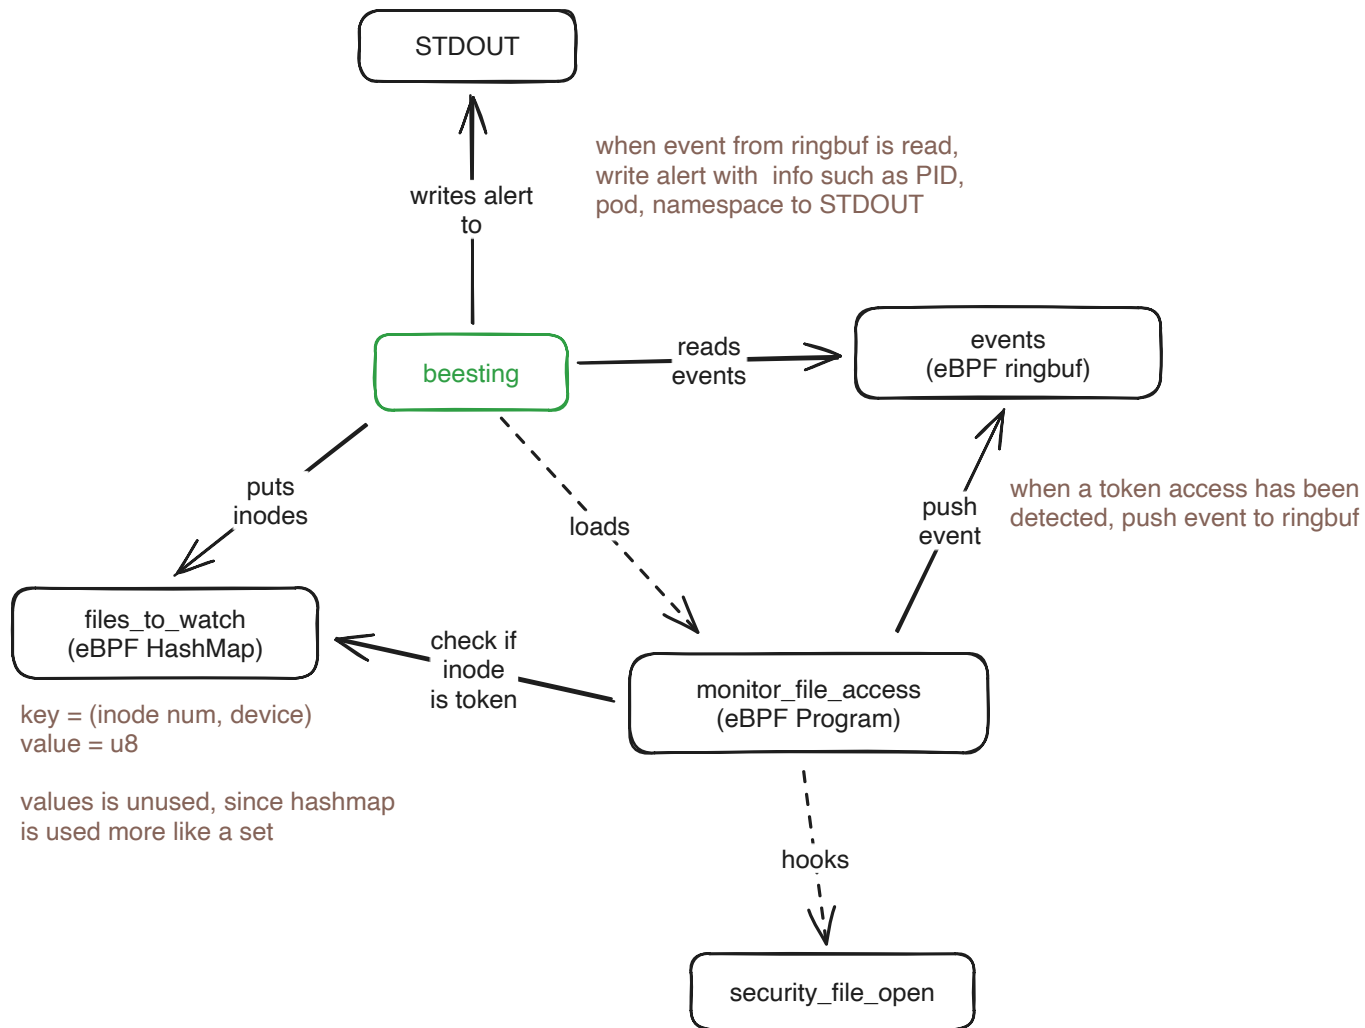 STDOUT
when event from ringbuf is read,
write alert with  info such as PID,
pod, namespace to STDOUT
writes alert
to
beesting
reads
events
events
(eBPF ringbuf)
puts
inodes
loads
push
event
when a token access has been
detected, push event to ringbuf
files_to_watch
(eBPF HashMap)
check if
inode
is token
monitor_file_access
(eBPF Program)
key = (inode num, device)
value = u8
values is unused, since hashmap
is used more like a set
hooks
security_file_open